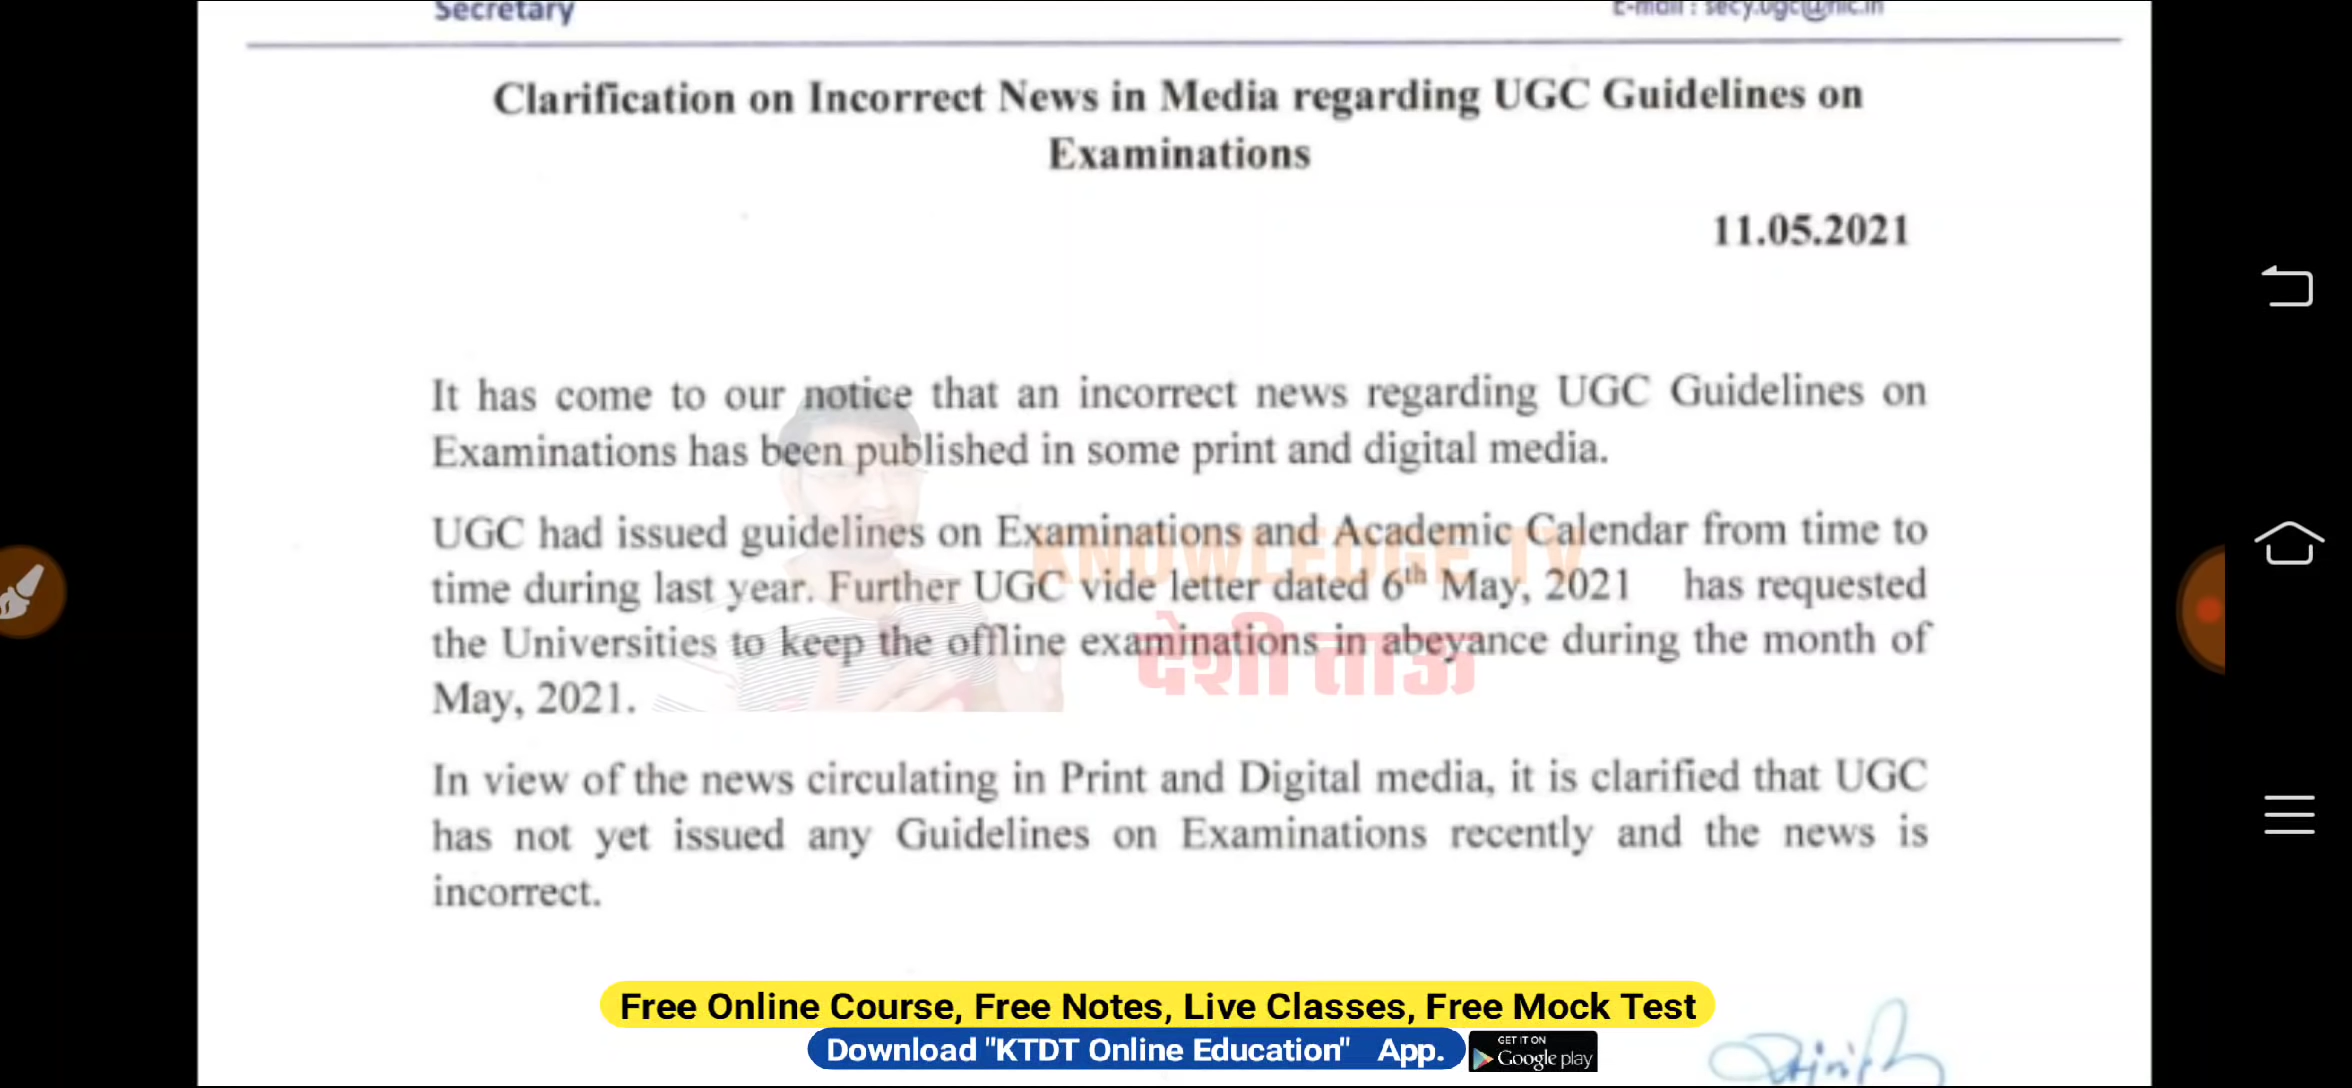 Secretary
E-mail : secy.ugc@nic.in
Clarification on Incorrect News in Media regarding UGC Guidelines on
Examinations
11.05.2021
It has come to our notice that an incorrect news regarding UGC Guidelines on
Examinations has been published in some print and digital media.
UGC had issued guidelines on Examinations and Academic Calendar from time to
time during last year. Further UGC vide letter dated 6th May, 2021 has requested
the Universities to keep the offline examinations in abeyance during the month of
May, 2021.
KNOWLEDGE TV
देशी ताऊ
In view of the news circulating in Print and Digital media, it is clarified that UGC
has not yet issued any Guidelines on Examinations recently and the news is
incorrect.
Free Online Course, Free Notes, Live Classes, Free Mock Test
Download "KTDT Online Education" App.
GET IT ON
Google play